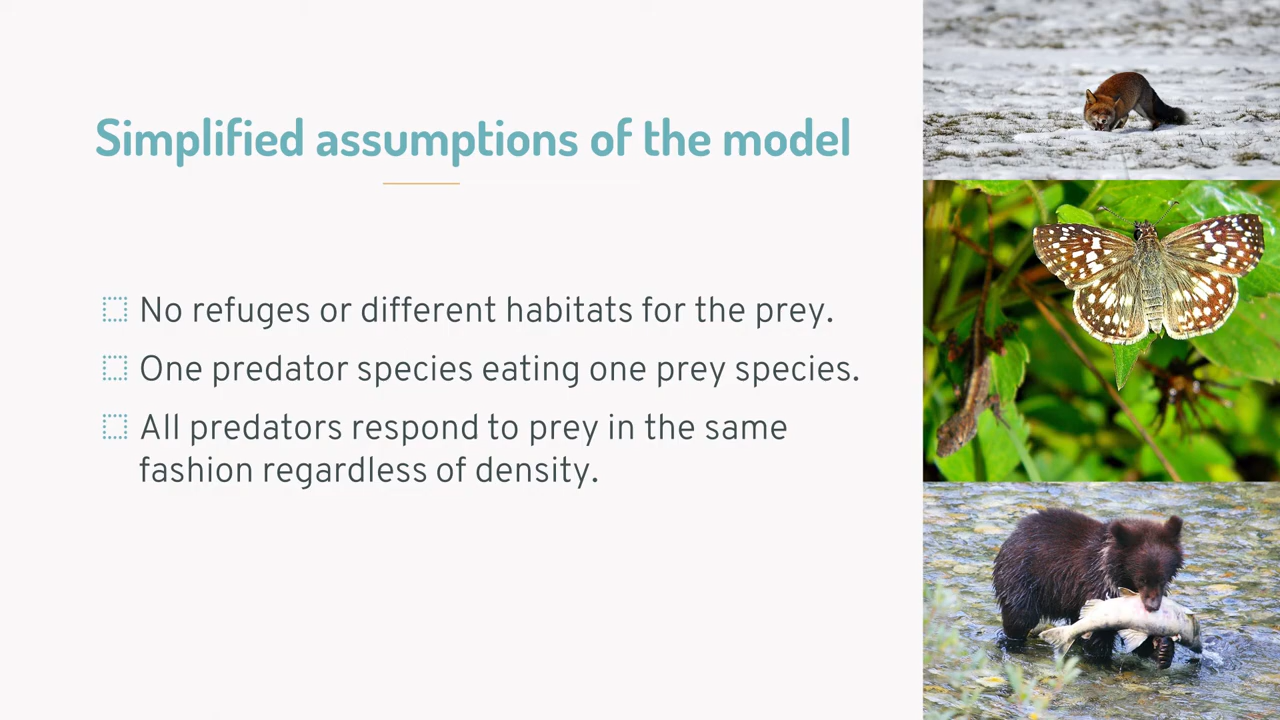 Simplified assumptions of the model
No refuges or different habitats for the prey.
One predator species eating one prey species.
All predators respond to prey in the same
fashion regardless of density.